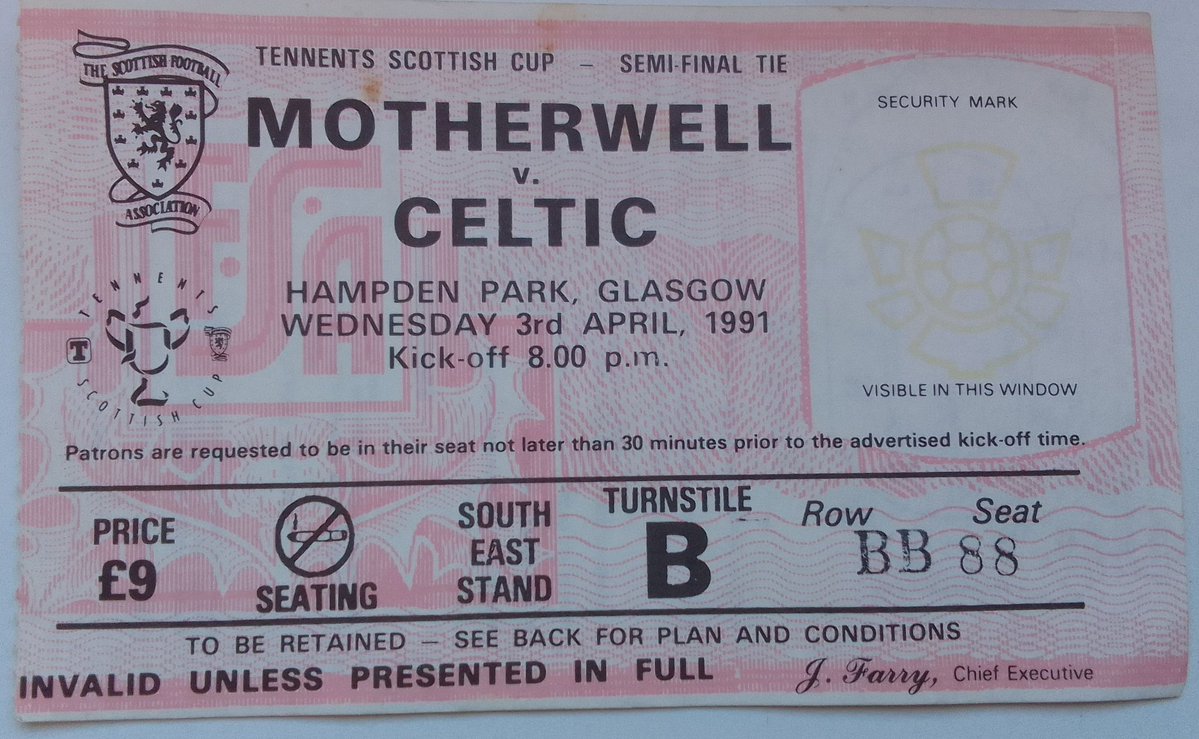 THE SCOTTISH FOOTBALL
ASSOCIATION
TENNENTS SCOTTISH CUP – SEMI-FINAL TIE
MOTHERWELL
v.
CELTIC
HAMPDEN PARK, GLASGOW
WEDNESDAY 3rd APRIL, 1991
Kick-off 8.00 p.m.
SECURITY MARK
VISIBLE IN THIS WINDOW
TENNENTS
T
SCOTTISH CUP
Patrons are requested to be in their seat not later than 30 minutes prior to the advertised kick-off time.
PRICE
£9
SEATING
SOUTH
EAST
STAND
TURNSTILE
B
Row Seat
BB 88
TO BE RETAINED – SEE BACK FOR PLAN AND CONDITIONS
INVALID UNLESS PRESENTED IN FULL
J. Farry, Chief Executive